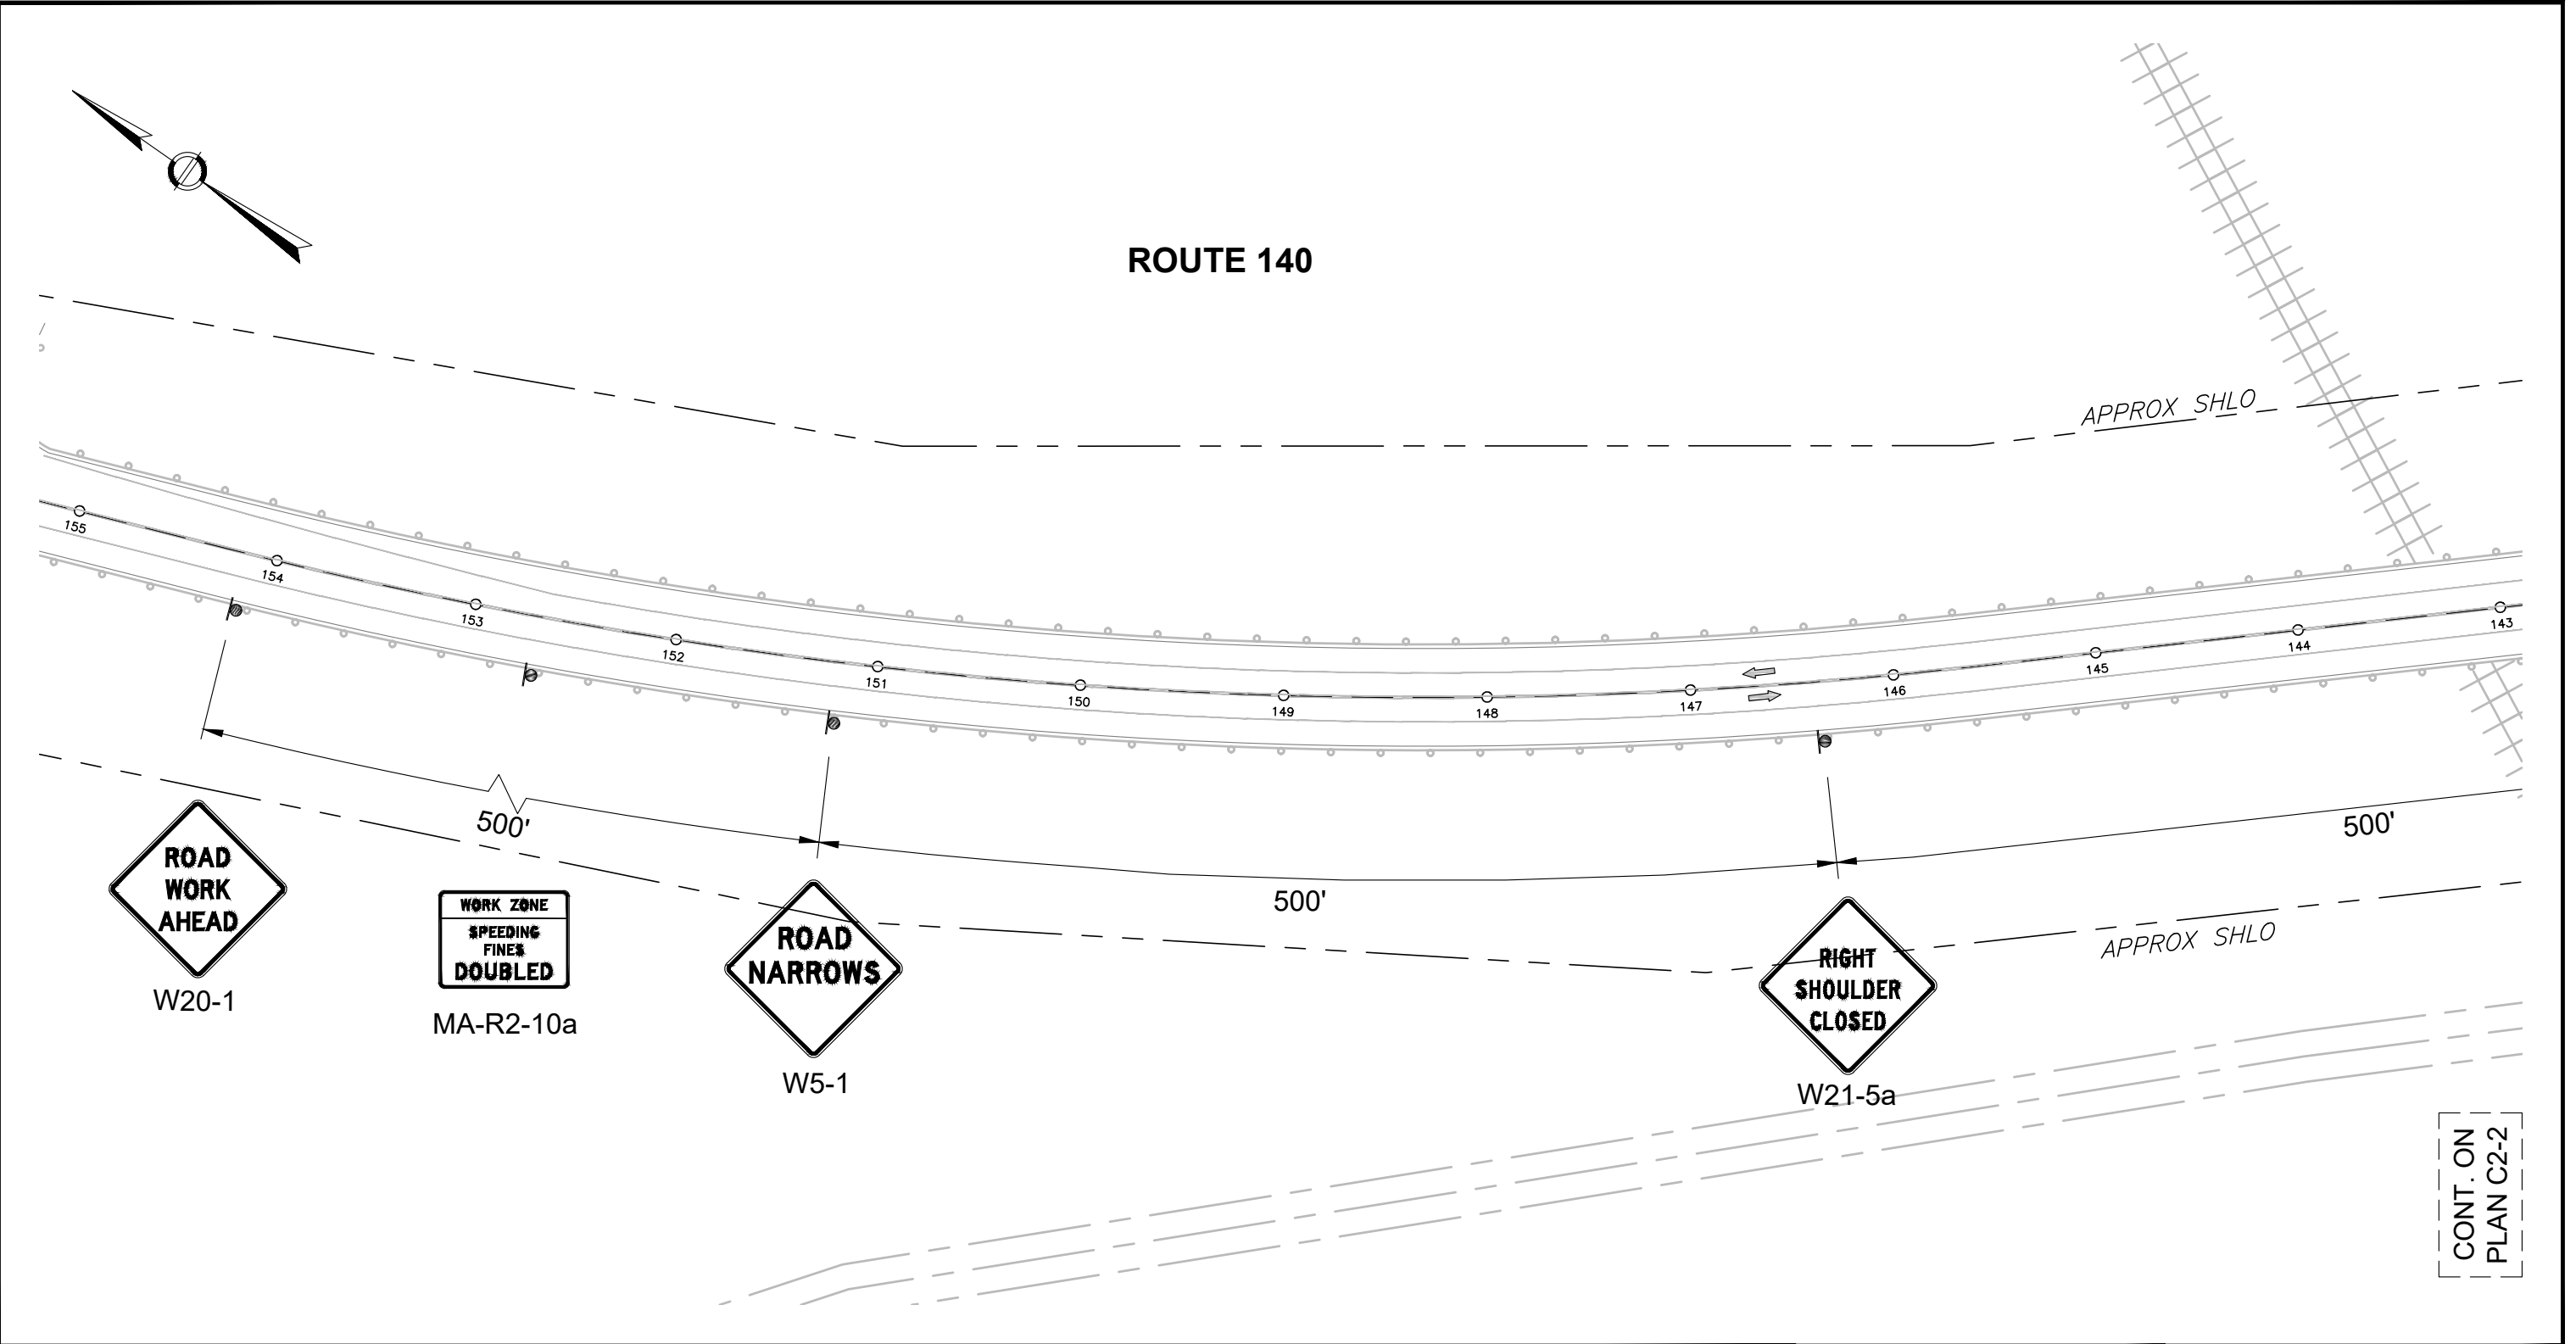 ROUTE 140
APPROX SHLO
155
154
153
152
151
150
149
148
147
146
145
144
143
500'
500'
500'
ROAD
WORK
AHEAD
W20-1
WORK ZONE
SPEEDING
FINES
DOUBLED
MA-R2-10a
ROAD
NARROWS
W5-1
RIGHT
SHOULDER
CLOSED
W21-5a
APPROX SHLO
CONT. ON
PLAN C2-2